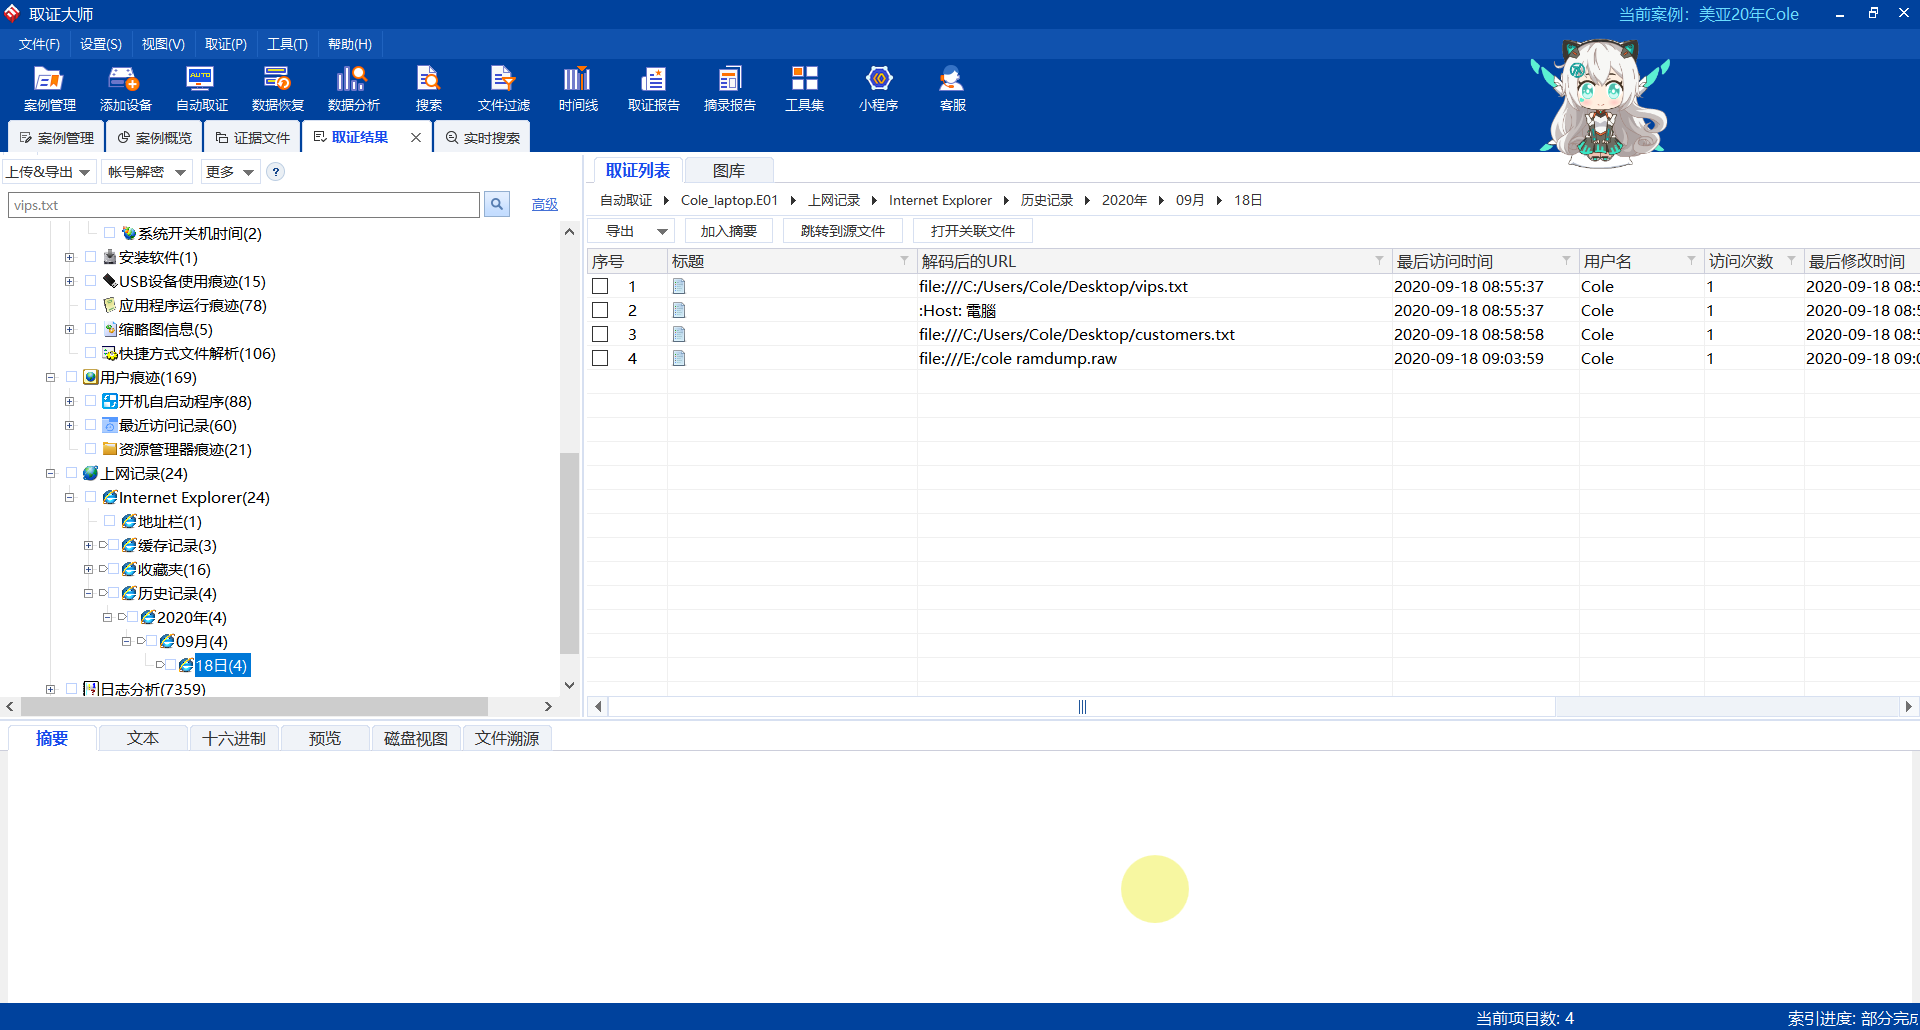 取证大师
当前案例：美亚20年Cole
文件(F) 设置(S) 视图(V) 取证(P) 工具(T) 帮助(H)
案例管理 添加设备 自动取证 数据恢复 数据分析 搜索 文件过滤 时间线 取证报告 摘录报告 工具集 小程序 客服
案例管理 案例概览 证据文件 取证结果 实时搜索
上传&导出 帐号解密 更多 ?
vips.txt 高级
系统开关机时间(2)
安装软件(1)
USB设备使用痕迹(15)
应用程序运行痕迹(78)
缩略图信息(5)
快捷方式文件解析(106)
用户痕迹(169)
开机自启动程序(88)
最近访问记录(60)
资源管理器痕迹(21)
上网记录(24)
Internet Explorer(24)
地址栏(1)
缓存记录(3)
收藏夹(16)
历史记录(4)
2020年(4)
09月(4)
18日(4)
日志分析(7359)
取证列表 图库
自动取证 Cole_laptop.E01 上网记录 Internet Explorer 历史记录 2020年 09月 18日
导出 加入摘要 跳转到源文件 打开关联文件
序号 标题 解码后的URL 最后访问时间 用户名 访问次数 最后修改时间
1 file:///C:/Users/Cole/Desktop/vips.txt 2020-09-18 08:55:37 Cole 1 2020-09-18 08:5
2 :Host: 電腦 2020-09-18 08:55:37 Cole 1 2020-09-18 08:5
3 file:///C:/Users/Cole/Desktop/customers.txt 2020-09-18 08:58:58 Cole 1 2020-09-18 08:5
4 file:///E:/cole ramdump.raw 2020-09-18 09:03:59 Cole 1 2020-09-18 09:0
摘要 文本 十六进制 预览 磁盘视图 文件溯源
当前项目数: 4 索引进度: 部分完成